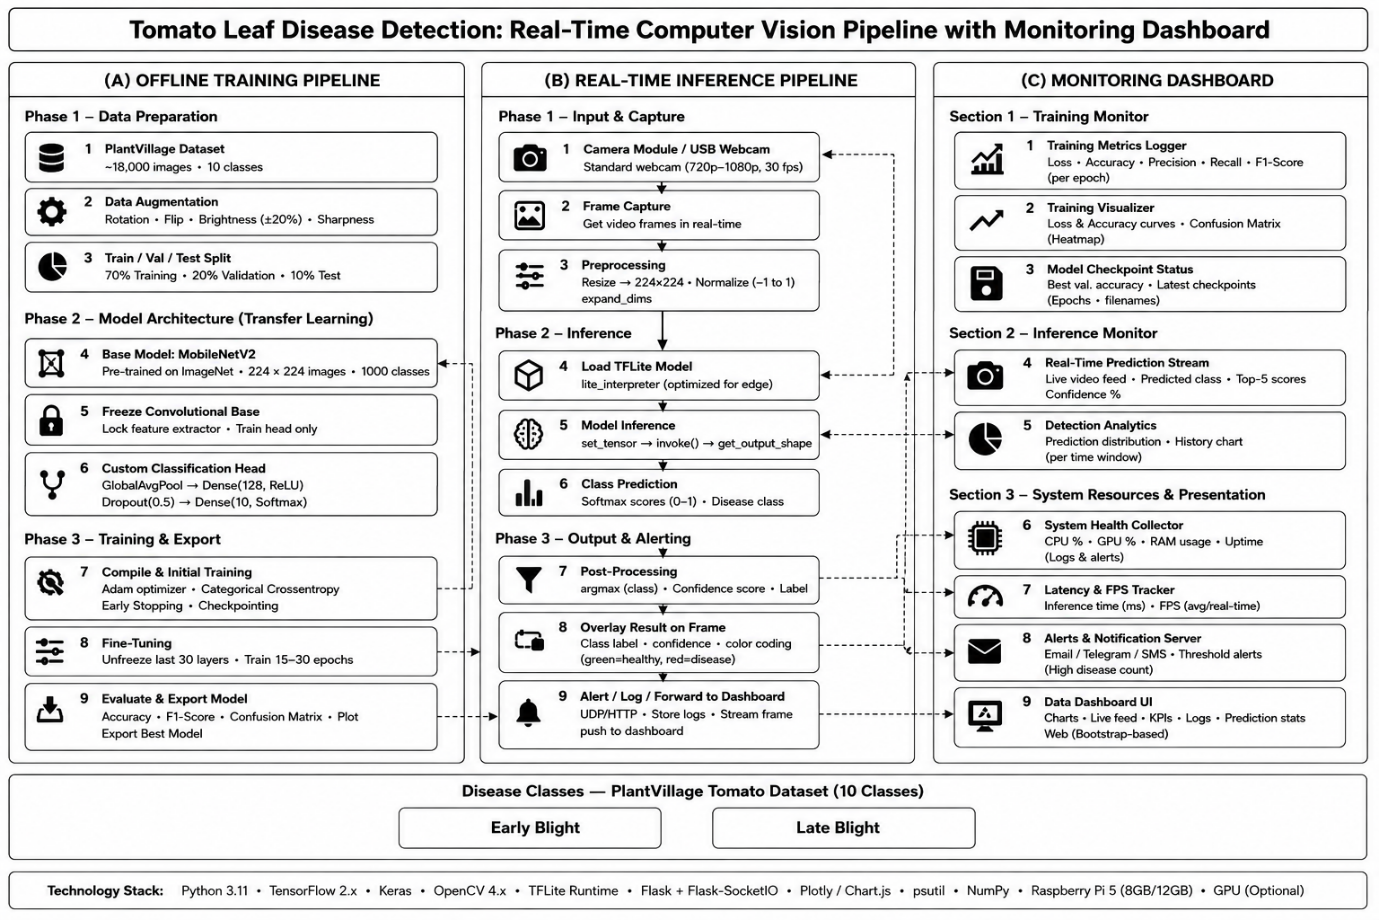 Tomato Leaf Disease Detection: Real-Time Computer Vision Pipeline with Monitoring Dashboard
(A) OFFLINE TRAINING PIPELINE
Phase 1 – Data Preparation
1 PlantVillage Dataset
~18,000 images • 10 classes
2 Data Augmentation
Rotation • Flip • Brightness (±20%) • Sharpness
3 Train / Val / Test Split
70% Training • 20% Validation • 10% Test
Phase 2 – Model Architecture (Transfer Learning)
4 Base Model: MobileNetV2
Pre-trained on ImageNet • 224 × 224 images • 1000 classes
5 Freeze Convolutional Base
Lock feature extractor • Train head only
6 Custom Classification Head
GlobalAvgPool → Dense(128, ReLU)
Dropout(0.5) → Dense(10, Softmax)
Phase 3 – Training & Export
7 Compile & Initial Training
Adam optimizer • Categorical Crossentropy
Early Stopping • Checkpointing
8 Fine-Tuning
Unfreeze last 30 layers • Train 15–30 epochs
9 Evaluate & Export Model
Accuracy • F1-Score • Confusion Matrix • Plot
Export Best Model
(B) REAL-TIME INFERENCE PIPELINE
Phase 1 – Input & Capture
1 Camera Module / USB Webcam
Standard webcam (720p–1080p, 30 fps)
2 Frame Capture
Get video frames in real-time
3 Preprocessing
Resize → 224×224 • Normalize (–1 to 1)
expand_dims
Phase 2 – Inference
4 Load TFLite Model
lite_interpreter (optimized for edge)
5 Model Inference
set_tensor → invoke() → get_output_shape
6 Class Prediction
Softmax scores (0–1) • Disease class
Phase 3 – Output & Alerting
7 Post-Processing
argmax (class) • Confidence score • Label
8 Overlay Result on Frame
Class label • confidence • color coding
(green=healthy, red=disease)
9 Alert / Log / Forward to Dashboard
UDP/HTTP • Store logs • Stream frame
push to dashboard
(C) MONITORING DASHBOARD
Section 1 – Training Monitor
1 Training Metrics Logger
Loss • Accuracy • Precision • Recall • F1-Score
(per epoch)
2 Training Visualizer
Loss & Accuracy curves • Confusion Matrix
(Heatmap)
3 Model Checkpoint Status
Best val. accuracy • Latest checkpoints
(Epochs • filenames)
Section 2 – Inference Monitor
4 Real-Time Prediction Stream
Live video feed • Predicted class • Top-5 scores
Confidence %
5 Detection Analytics
Prediction distribution • History chart
(per time window)
Section 3 – System Resources & Presentation
6 System Health Collector
CPU % • GPU % • RAM usage • Uptime
(Logs & alerts)
7 Latency & FPS Tracker
Inference time (ms) • FPS (avg/real-time)
8 Alerts & Notification Server
Email / Telegram / SMS • Threshold alerts
(High disease count)
9 Data Dashboard UI
Charts • Live feed • KPIs • Logs • Prediction stats
Web (Bootstrap-based)
Disease Classes — PlantVillage Tomato Dataset (10 Classes)
Early Blight
Late Blight
Technology Stack: Python 3.11 • TensorFlow 2.x • Keras • OpenCV 4.x • TFLite Runtime • Flask + Flask-SocketIO • Plotly / Chart.js • psutil • NumPy • Raspberry Pi 5 (8GB/12GB) • GPU (Optional)